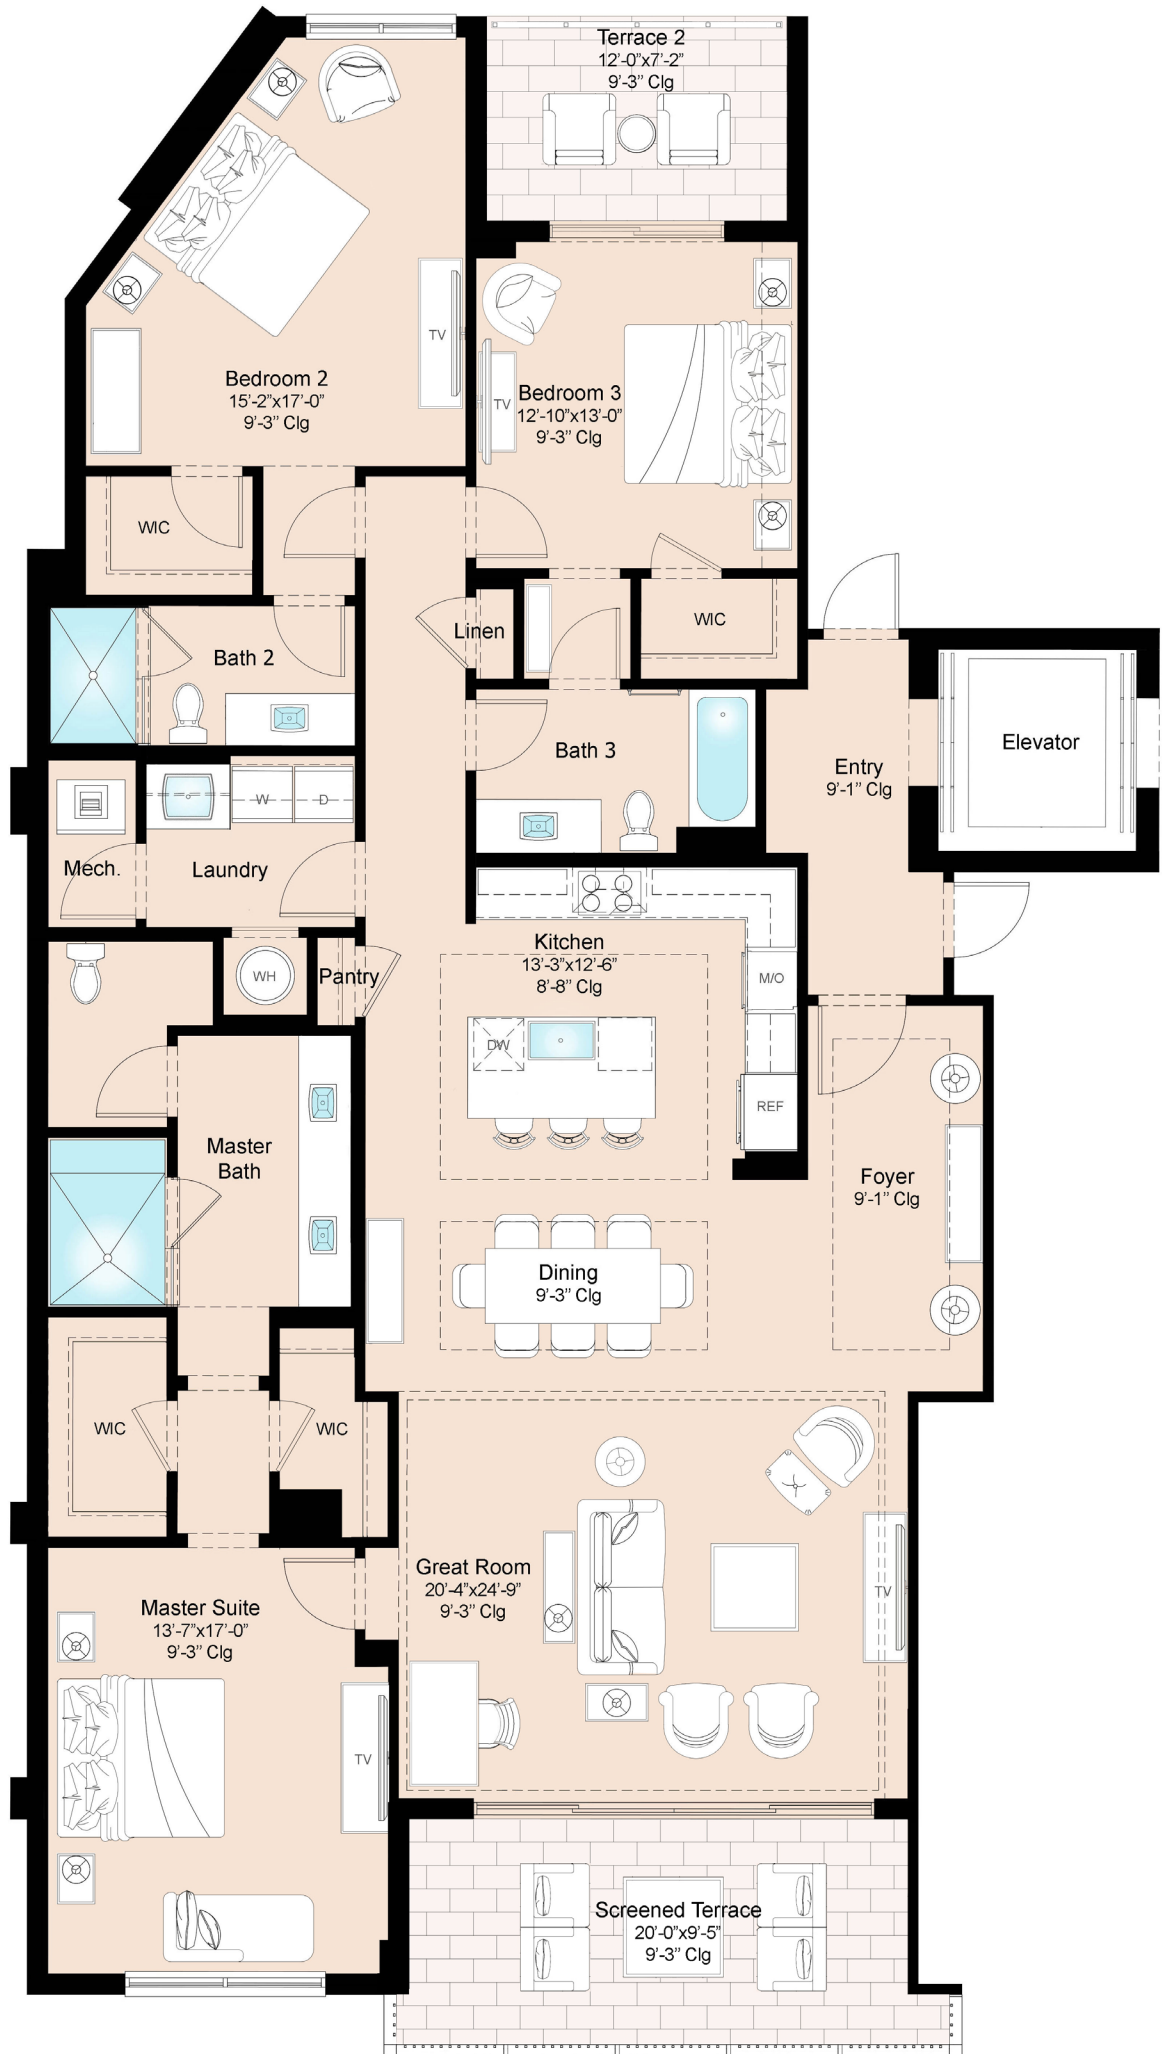 Terrace 2
12'-0"x7'-2"
9'-3" Clg
TV
Bedroom 2
15'-2"x17'-0"
9'-3" Clg
TV
Bedroom 3
12'-10"x13'-0"
9'-3" Clg
WIC
WIC
Linen
Bath 2
Bath 3
Elevator
Entry
9'-1" Clg
W
D
Mech.
Laundry
Kitchen
13'-3"x12'-6"
8'-8" Clg
WH
Pantry
M/O
DW
REF
Master
Bath
Foyer
9'-1" Clg
Dining
9'-3" Clg
WIC
WIC
Great Room
20'-4"x24'-9"
9'-3" Clg
TV
Master Suite
13'-7"x17'-0"
9'-3" Clg
TV
Screened Terrace
20'-0"x9'-5"
9'-3" Clg